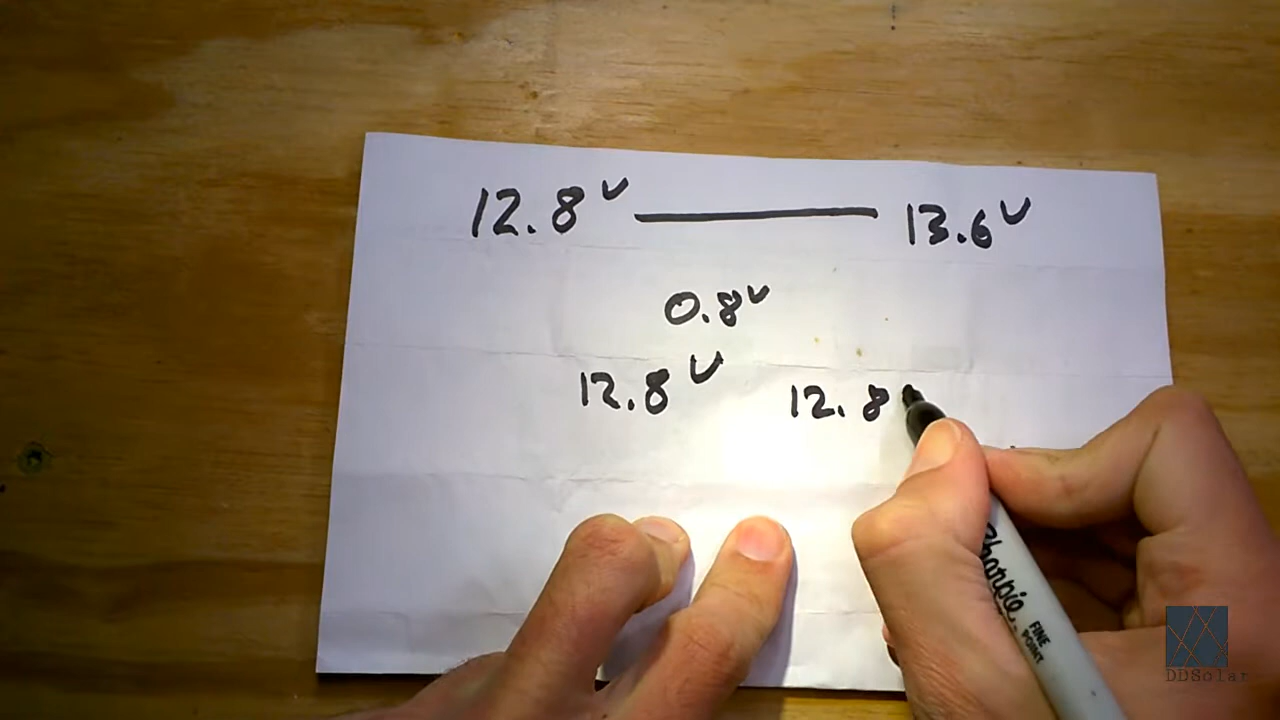 12.8v — 13.6v
0.8v
12.8v 12.8
Sharpie
FINE
POINT
DDSolar